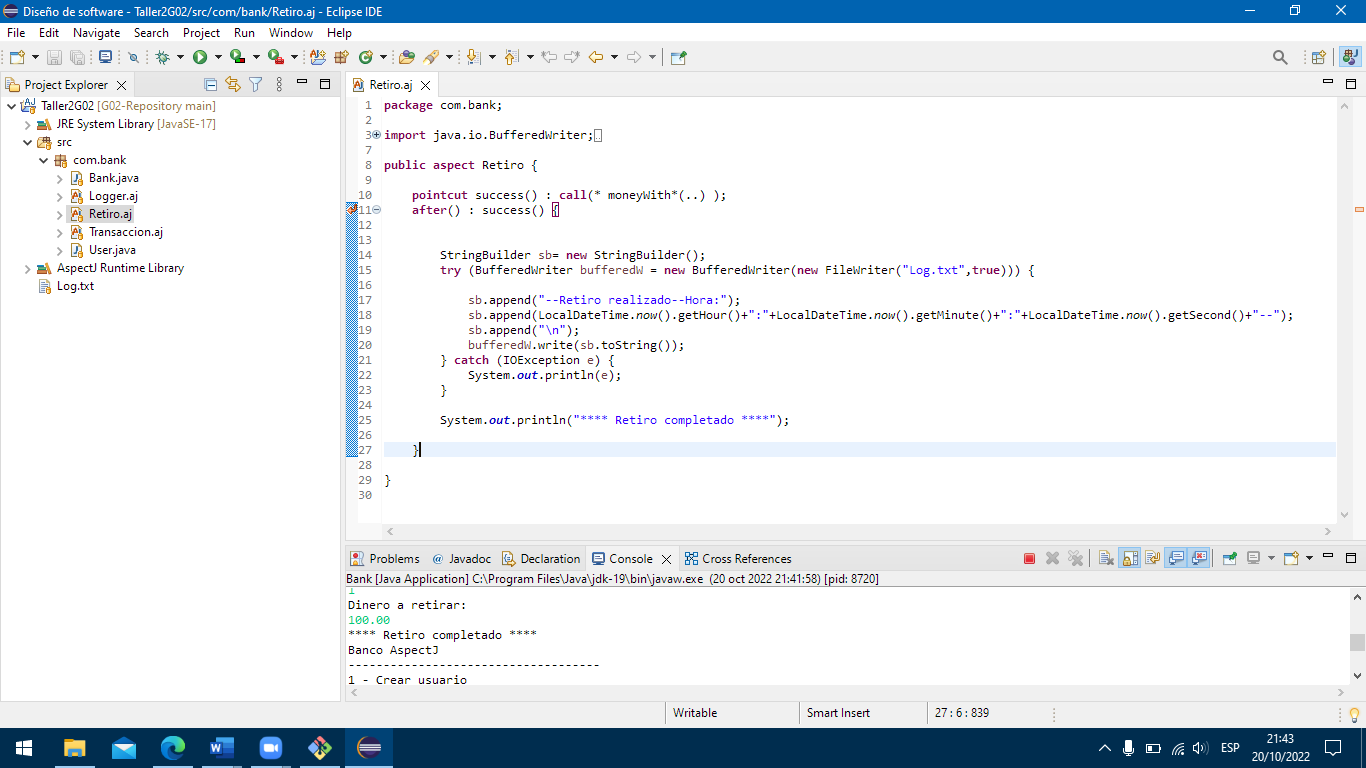 Diseño de software - Taller2G02/src/com/bank/Retiro.aj - Eclipse IDE
File Edit Navigate Search Project Run Window Help
Project Explorer
Taller2G02 [G02-Repository main]
JRE System Library [JavaSE-17]
src
com.bank
Bank.java
Logger.aj
Retiro.aj
Transaccion.aj
User.java
AspectJ Runtime Library
Log.txt
Retiro.aj
1 package com.bank;
2
3 import java.io.BufferedWriter;
7
8 public aspect Retiro {
9
10 pointcut success() : call(* moneyWith*(..) );
11 after() : success() {
12
13
14 StringBuilder sb= new StringBuilder();
15 try (BufferedWriter bufferedW = new BufferedWriter(new FileWriter("Log.txt",true))) {
16
17 sb.append("--Retiro realizado--Hora:");
18 sb.append(LocalDateTime.now().getHour()+":"+LocalDateTime.now().getMinute()+":"+LocalDateTime.now().getSecond()+"--");
19 sb.append("\n");
20 bufferedW.write(sb.toString());
21 } catch (IOException e) {
22 System.out.println(e);
23 }
24
25 System.out.println("**** Retiro completado ****");
26
27 }
28
29 }
30
Problems @ Javadoc Declaration Console Cross References
Bank [Java Application] C:\Program Files\Java\jdk-19\bin\javaw.exe (20 oct 2022 21:41:58) [pid: 8720]
1
Dinero a retirar:
100.00
**** Retiro completado ****
Banco AspectJ
------------------------------------
1 - Crear usuario
Writable Smart Insert 27 : 6 : 839
ESP
21:43
20/10/2022